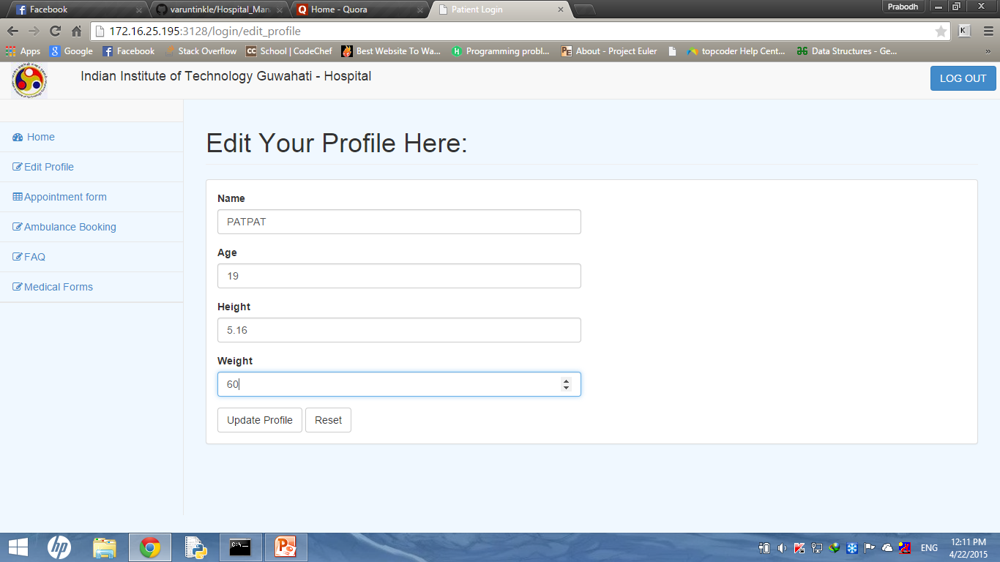 Facebook varuntinkle/Hospital_Man Home - Quora Patient Login Prabodh
172.16.25.195:3128/login/edit_profile K
Apps Google Facebook Stack Overflow School | CodeChef Best Website To Wa... Programming probl... About - Project Euler topcoder Help Cent... Data Structures - Ge... »
Indian Institute of Technology Guwahati - Hospital LOG OUT
Home
Edit Profile
Appointment form
Ambulance Booking
FAQ
Medical Forms
Edit Your Profile Here:
Name
PATPAT
Age
19
Height
5.16
Weight
60
Update Profile Reset
ENG 12:11 PM
4/22/2015